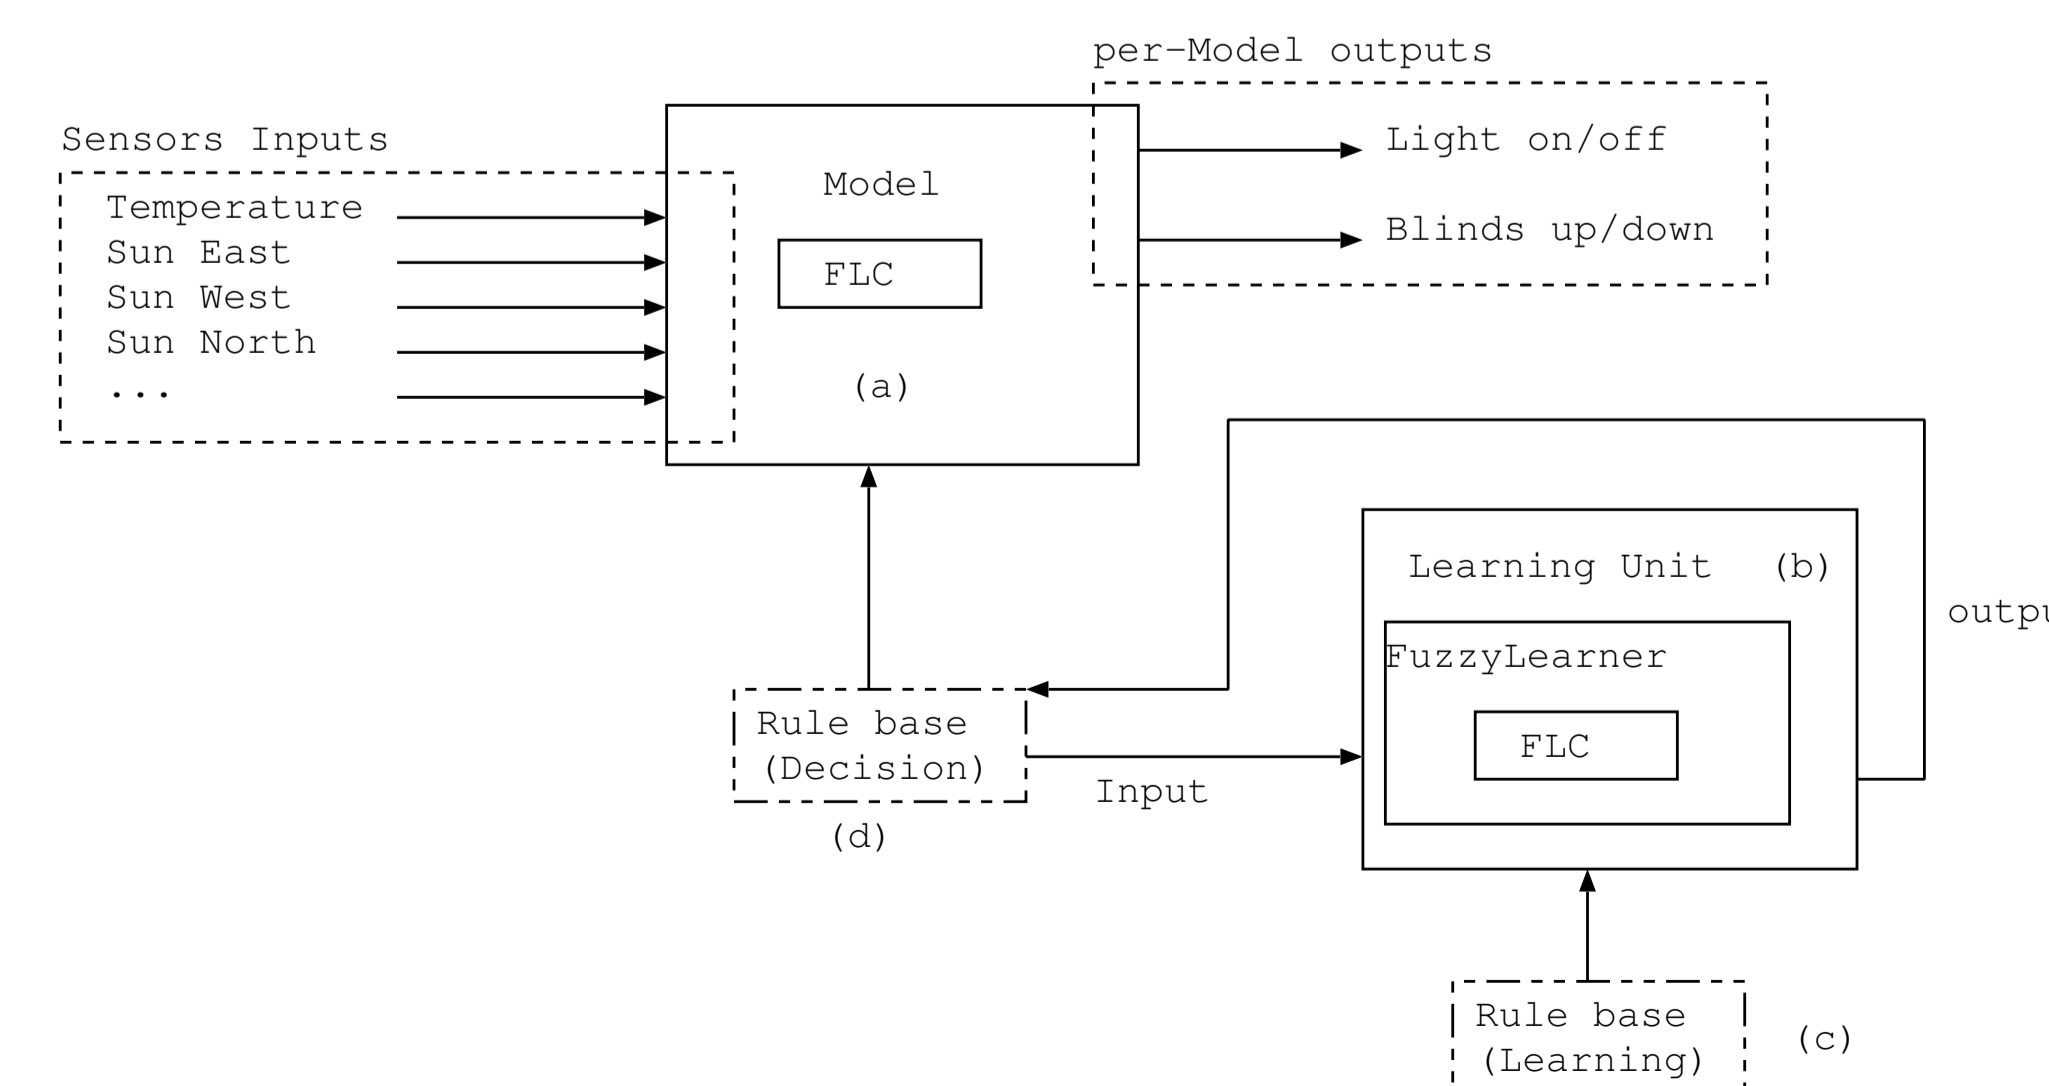 per-Model outputs
Sensors Inputs
Light on/off
Model
Temperature
Blinds up/down
Sun East
FLC
Sun West
Sun North
...
(a)
Learning Unit (b)
FuzzyLearner
Rule base
(Decision)
FLC
Input
(d)
Rule base
(Learning)
(c)